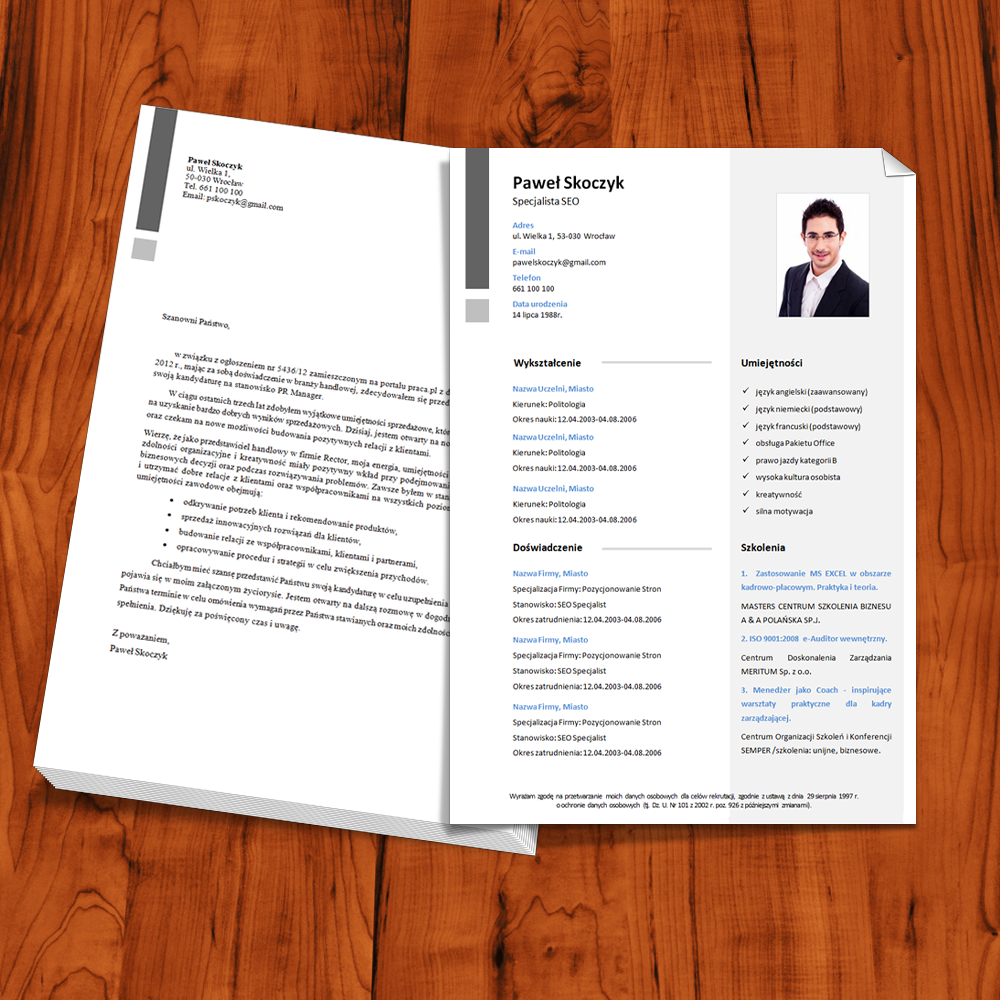 Paweł Skoczyk
ul. Wielka 1,
50-030 Wrocław
Tel. 661 100 100
Email: pskoczyk@gmail.com
Szanowni Państwo,
w związku z ogłoszeniem nr 5436/12 zamieszczonym na portalu praca.pl z
2012 r., mając za sobą doświadczenie w branży handlowej, zdecydowałem się
swoją kandydaturę na stanowisko PR Manager.
W ciągu ostatnich trzech lat zdobyłem wyjątkowe umiejętności sprzedażowe,
na uzyskanie bardzo dobrych wyników sprzedażowych. Dzisiaj, jestem otwarty na
oraz czekam na nowe możliwości budowania pozytywnych relacji z klientami.
Wierzę, że jako przedstawiciel handlowy w firmie Rector, moja energia, umiejętności
zdolności organizacyjne i kreatywność miały pozytywny wkład przy podejmowani
biznesowych decyzji oraz podczas rozwiązywania problemów. Zawsze byłem w
i utrzymać dobre relacje z klientami oraz współpracownikami na wszystkich
umiejętności zawodowe obejmują:
• odkrywanie potrzeb klienta i rekomendowanie produktów,
• sprzedaż innowacyjnych rozwiązań dla klientów,
• budowanie relacji ze współpracownikami, klientami i partnerami,
• opracowywanie procedur i strategii w celu zwiększenia przychodów.
Chciałbym mieć szansę przedstawić Państwu swoją kandydaturę w celu uzupełnienia
pojawia się w moim załączonym życiorysie. Jestem otwarty na dalszą rozmowę w
Państwa terminie w celu omówienia wymagań przez Państwa stawianych oraz moich
spełnienia. Dziękuję za poświęcony czas i uwagę.
Z poważaniem,
Paweł Skoczyk
Paweł Skoczyk
Specjalista SEO
Adres
ul. Wielka 1, 53-030 Wrocław
E-mail
pawelskoczyk@gmail.com
Telefon
661 100 100
Data urodzenia
14 lipca 1988r.
Wykształcenie
Nazwa Uczelni, Miasto
Kierunek: Politologia
Okres nauki: 12.04.2003-04.08.2006
Nazwa Uczelni, Miasto
Kierunek: Politologia
Okres nauki: 12.04.2003-04.08.2006
Nazwa Uczelni, Miasto
Kierunek: Politologia
Okres nauki: 12.04.2003-04.08.2006
Doświadczenie
Nazwa Firmy, Miasto
Specjalizacja Firmy: Pozycjonowanie Stron
Stanowisko: SEO Specjalist
Okres zatrudnienia: 12.04.2003-04.08.2006
Nazwa Firmy, Miasto
Specjalizacja Firmy: Pozycjonowanie Stron
Stanowisko: SEO Specjalist
Okres zatrudnienia: 12.04.2003-04.08.2006
Nazwa Firmy, Miasto
Specjalizacja Firmy: Pozycjonowanie Stron
Stanowisko: SEO Specjalist
Okres zatrudnienia: 12.04.2003-04.08.2006
Umiejętności
✓ język angielski (zaawansowany)
✓ język niemiecki (podstawowy)
✓ język francuski (podstawowy)
✓ obsługa Pakietu Office
✓ prawo jazdy kategorii B
✓ wysoka kultura osobista
✓ kreatywność
✓ silna motywacja
Szkolenia
1. Zastosowanie MS EXCEL w obszarze
kadrowo-płacowym. Praktyka i teoria.
MASTERS CENTRUM SZKOLENIA BIZNESU
A & A POLAŃSKA SP.J.
2. ISO 9001:2008 e-Auditor wewnętrzny.
Centrum Doskonalenia Zarządzania
MERITUM Sp. z o.o.
3. Menedżer jako Coach - inspirujące
warsztaty praktyczne dla kadry
zarządzającej.
Centrum Organizacji Szkoleń i Konferencji
SEMPER /szkolenia: unijne, biznesowe.
Wyrażam zgodę na przetwarzanie moich danych osobowych dla celów rekrutacji, zgodnie z ustawą z dnia 29 sierpnia 1997 r.
o ochronie danych osobowych (tj. Dz. U. Nr 101 z 2002 r. poz. 926 z późniejszymi zmianami).